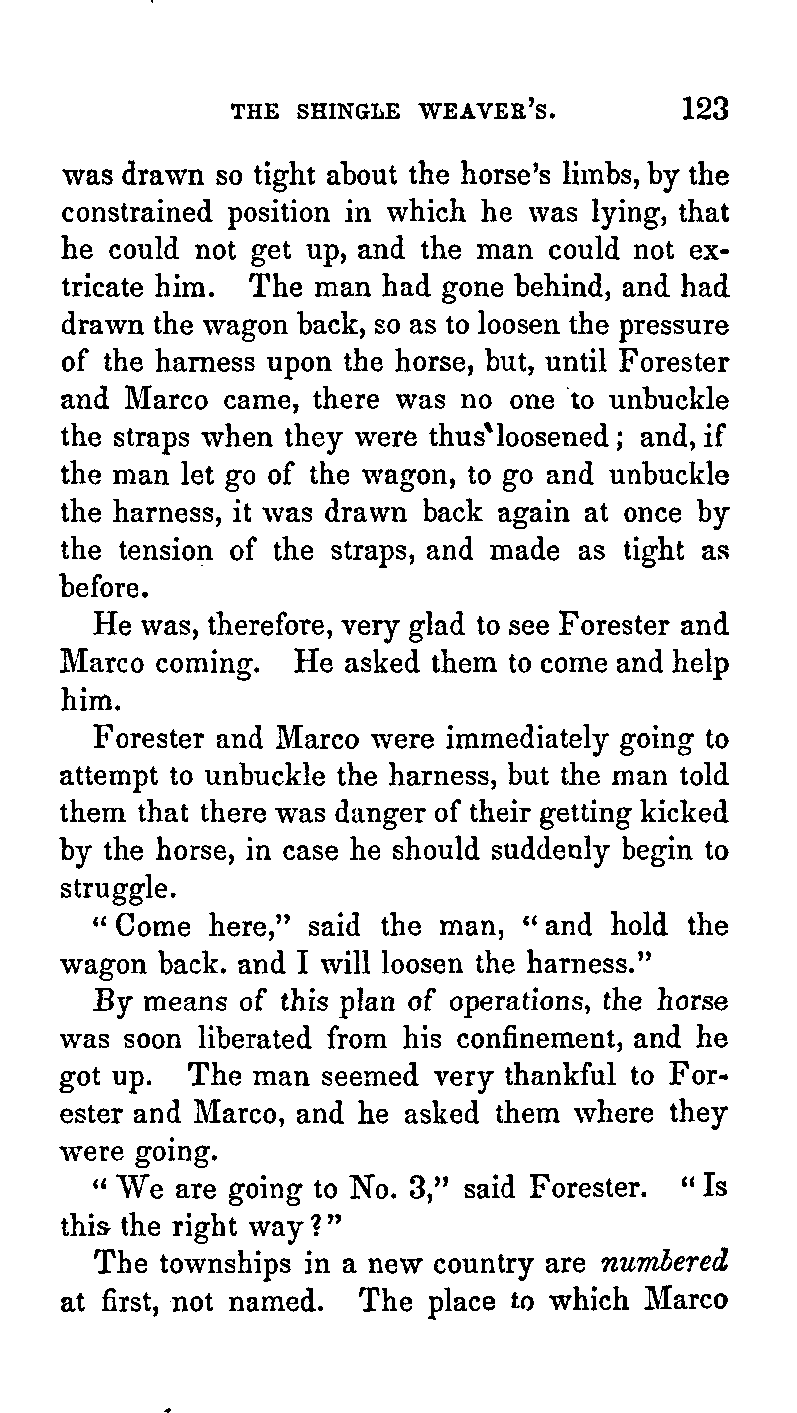 THE SHINGLE WEAVER'S. 123
was drawn so tight about the horse's limbs, by the
constrained position in which he was lying, that
he could not get up, and the man could not ex-
tricate him. The man had gone behind, and had
drawn the wagon back, so as to loosen the pressure
of the harness upon the horse, but, until Forester
and Marco came, there was no one to unbuckle
the straps when they were thus loosened; and, if
the man let go of the wagon, to go and unbuckle
the harness, it was drawn back again at once by
the tension of the straps, and made as tight as
before.
He was, therefore, very glad to see Forester and
Marco coming. He asked them to come and help
him.
Forester and Marco were immediately going to
attempt to unbuckle the harness, but the man told
them that there was danger of their getting kicked
by the horse, in case he should suddenly begin to
struggle.
"Come here," said the man, "and hold the
wagon back. and I will loosen the harness."
By means of this plan of operations, the horse
was soon liberated from his confinement, and he
got up. The man seemed very thankful to For-
ester and Marco, and he asked them where they
were going.
"We are going to No. 3," said Forester. "Is
this the right way?"
The townships in a new country are numbered
at first, not named. The place to which Marco